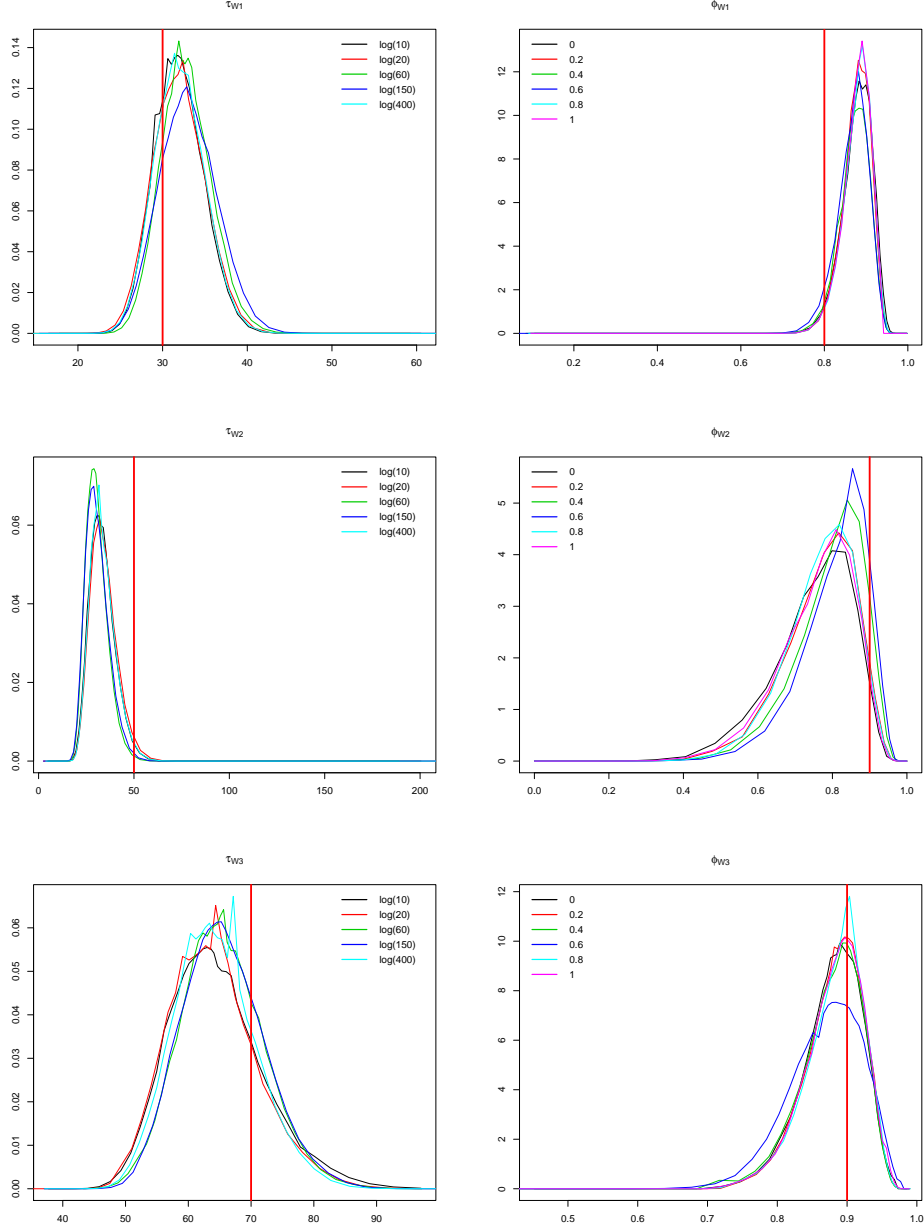 τW1
0.00 0.02 0.04 0.06 0.08 0.10 0.12 0.14
20 30 40 50 60
log(10)
log(20)
log(60)
log(150)
log(400)
ϕW1
0 2 4 6 8 10 12
0.2 0.4 0.6 0.8 1.0
0
0.2
0.4
0.6
0.8
1
τW2
0.00 0.02 0.04 0.06
0 50 100 150 200
log(10)
log(20)
log(60)
log(150)
log(400)
ϕW2
0 1 2 3 4 5
0.0 0.2 0.4 0.6 0.8 1.0
0
0.2
0.4
0.6
0.8
1
τW3
0.00 0.01 0.02 0.03 0.04 0.05 0.06
40 50 60 70 80 90
log(10)
log(20)
log(60)
log(150)
log(400)
ϕW3
0 2 4 6 8 10 12
0.5 0.6 0.7 0.8 0.9 1.0
0
0.2
0.4
0.6
0.8
1